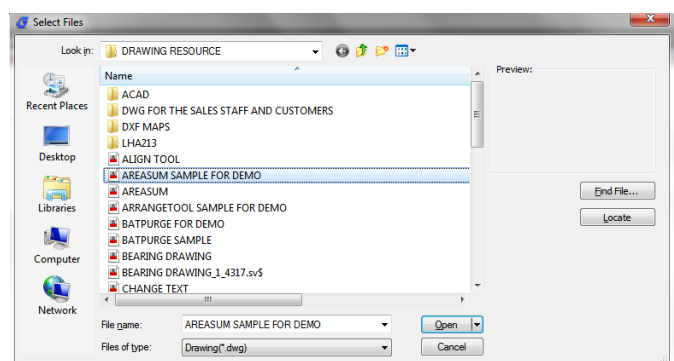 Select Files
Look in:
DRAWING RESOURCE
Name
Preview:
Recent Places
Desktop
Libraries
Computer
Network
ACAD
DWG FOR THE SALES STAFF AND CUSTOMERS
DXF MAPS
LHA213
ALIGN TOOL
AREASUM SAMPLE FOR DEMO
AREASUM
ARRANGETOOL SAMPLE FOR DEMO
BATPURGE FOR DEMO
BATPURGE SAMPLE
BEARING DRAWING
BEARING DRAWING_1_4317.sv$
CHANGE TEXT
Find File...
Locate
File name:
AREASUM SAMPLE FOR DEMO
Open
Files of type:
Drawing(*.dwg)
Cancel